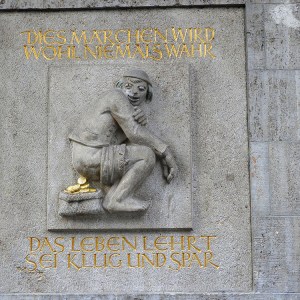 DIES MÄRCHEN WIRD
WOHL NIEMALS WAHR
DAS LEBEN LEHRT
SEI KLUG UND SPAR